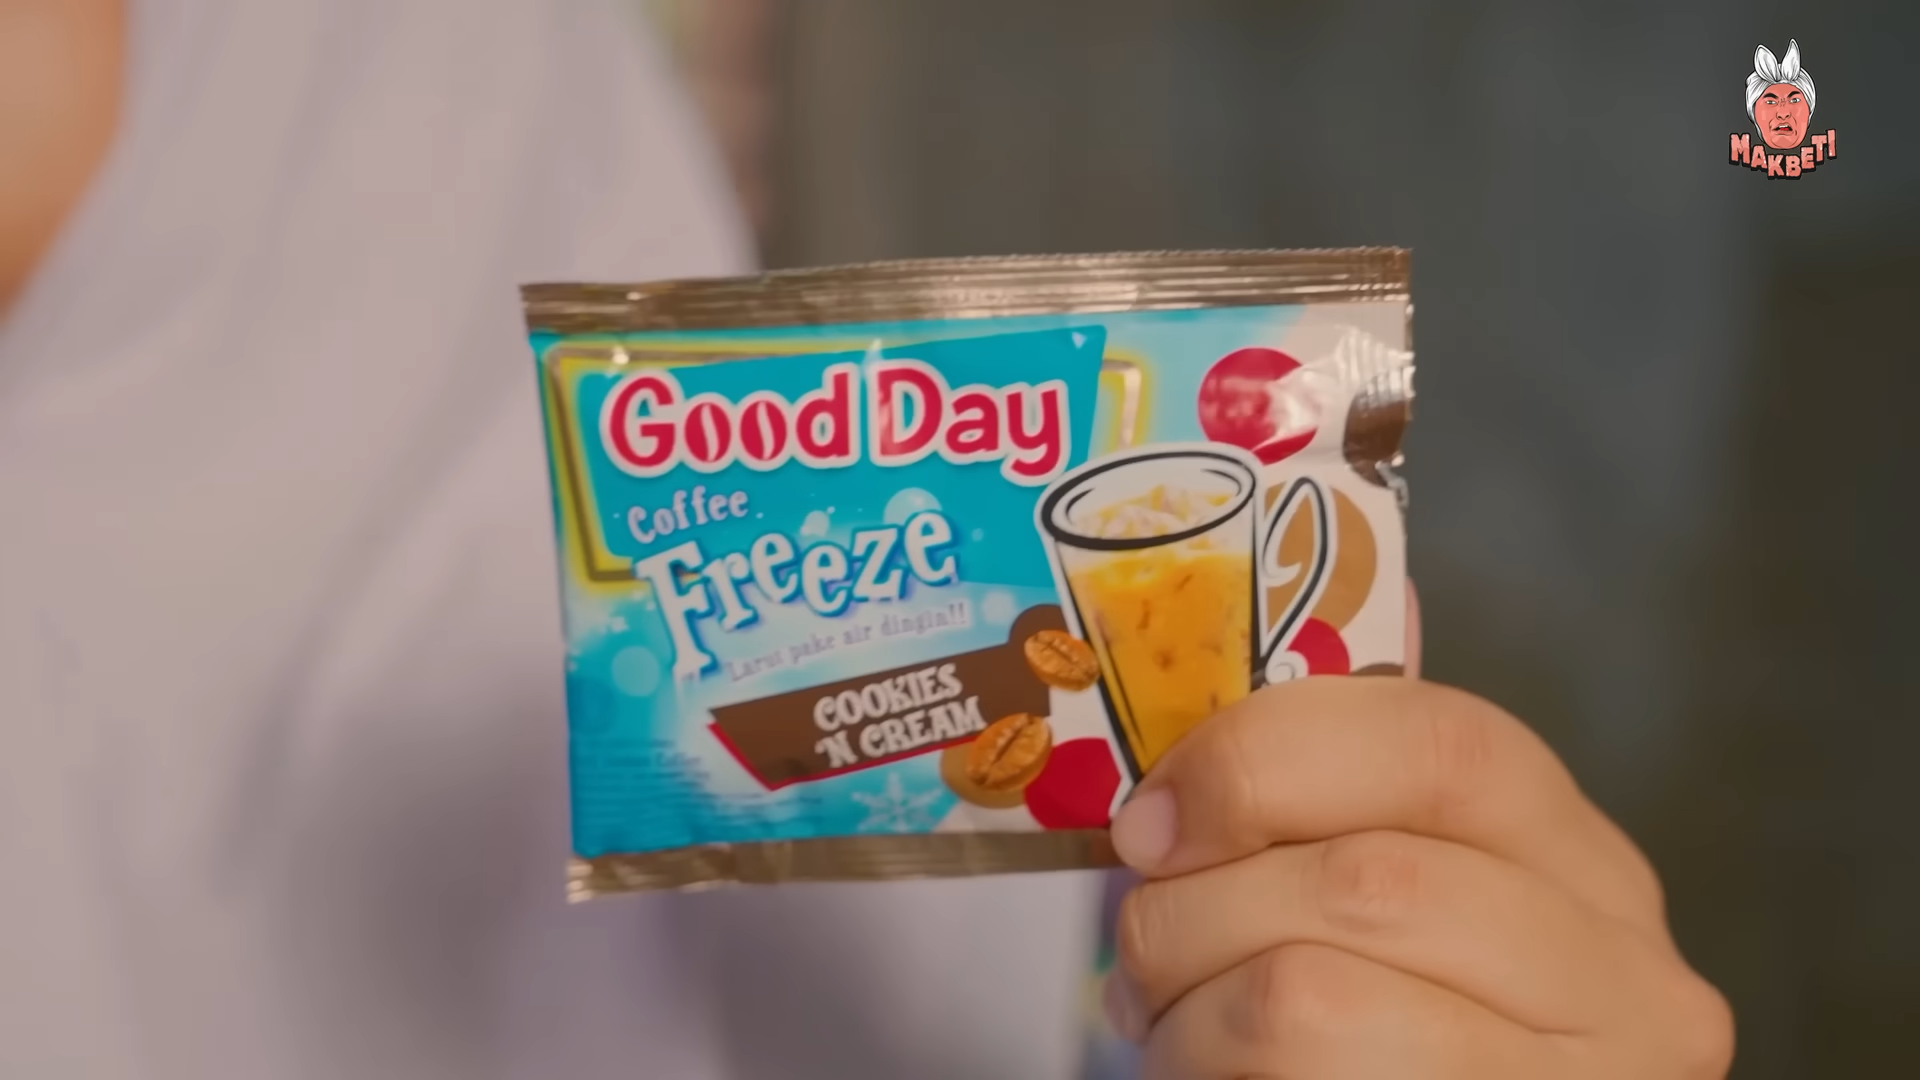 MAKBETI
Good Day
Coffee
Freeze
Larut pake air dingin!!
COOKIES
'N CREAM